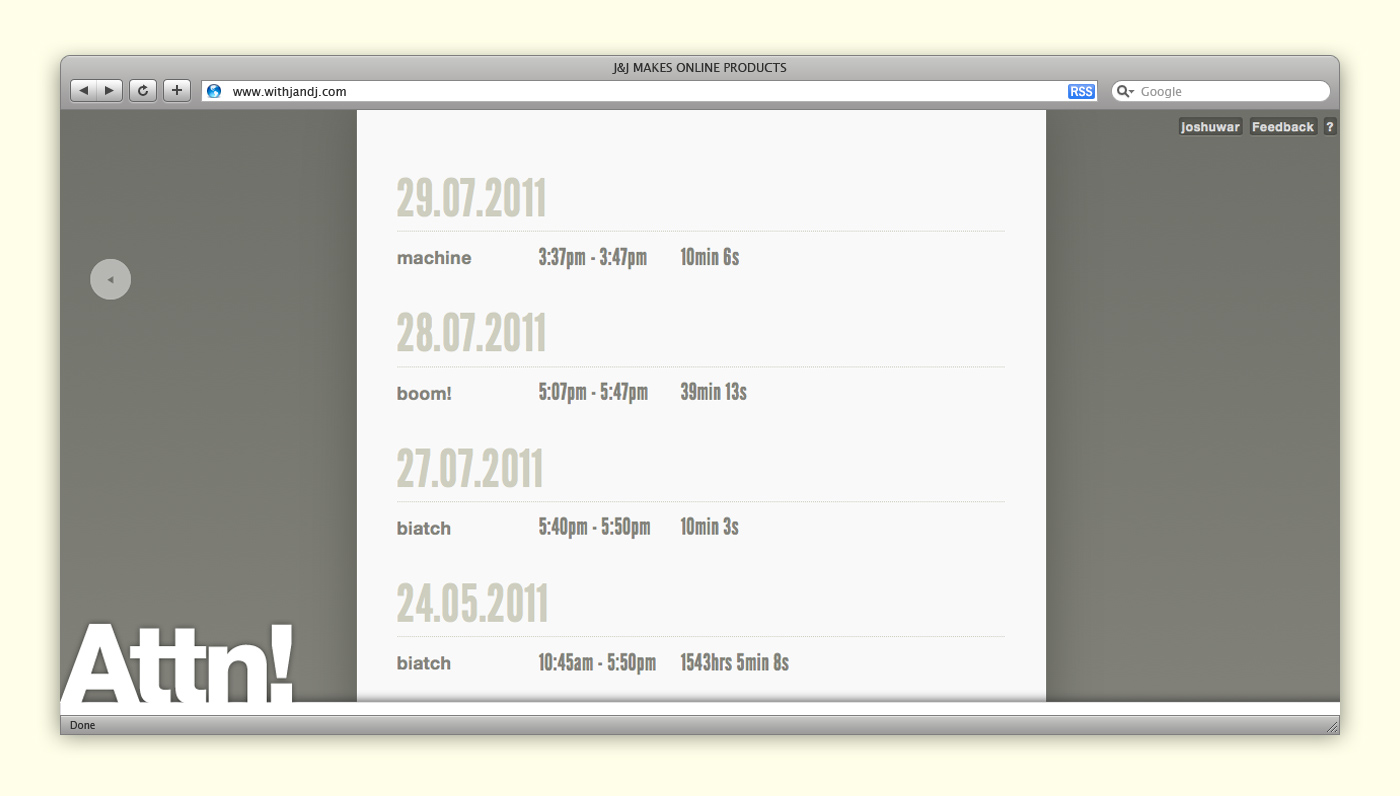 J&J MAKES ONLINE PRODUCTS
www.withjandj.com RSS Google
joshuwar Feedback ?
29.07.2011
machine 3:37pm - 3:47pm 10min 6s
28.07.2011
boom! 5:07pm - 5:47pm 39min 13s
27.07.2011
biatch 5:40pm - 5:50pm 10min 3s
24.05.2011
biatch 10:45am - 5:50pm 1543hrs 5min 8s
Attn!
Done